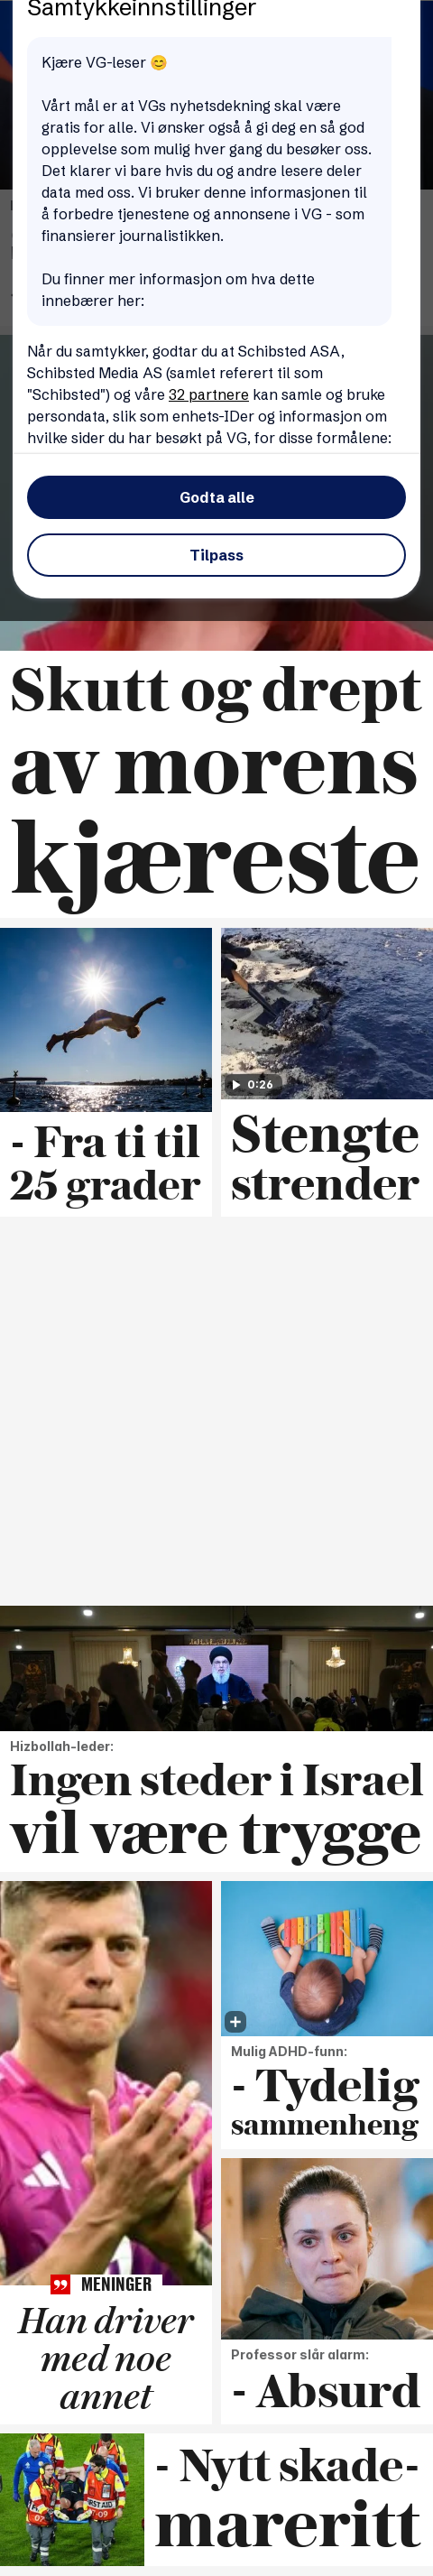 Samtykkeinnstillinger
Kjære VG-leser 😊
Vårt mål er at VGs nyhetsdekning skal være
gratis for alle. Vi ønsker også å gi deg en så god
opplevelse som mulig hver gang du besøker oss.
Det klarer vi bare hvis du og andre lesere deler
data med oss. Vi bruker denne informasjonen til
å forbedre tjenestene og annonsene i VG - som
finansierer journalistikken.
Du finner mer informasjon om hva dette
innebærer her:
Når du samtykker, godtar du at Schibsted ASA,
Schibsted Media AS (samlet referert til som
"Schibsted") og våre 32 partnere kan samle og bruke
persondata, slik som enhets-IDer og informasjon om
hvilke sider du har besøkt på VG, for disse formålene:
Godta alle
Tilpass
Skutt og drept
av morens
kjæreste
- Fra ti til
25 grader
0:26
Stengte
strender
Hizbollah-leder:
Ingen steder i Israel
vil være trygge
MENINGER
Han driver
med noe
annet
Mulig ADHD-funn:
- Tydelig
sammenheng
Professor slår alarm:
- Absurd
- Nytt skade-
mareritt